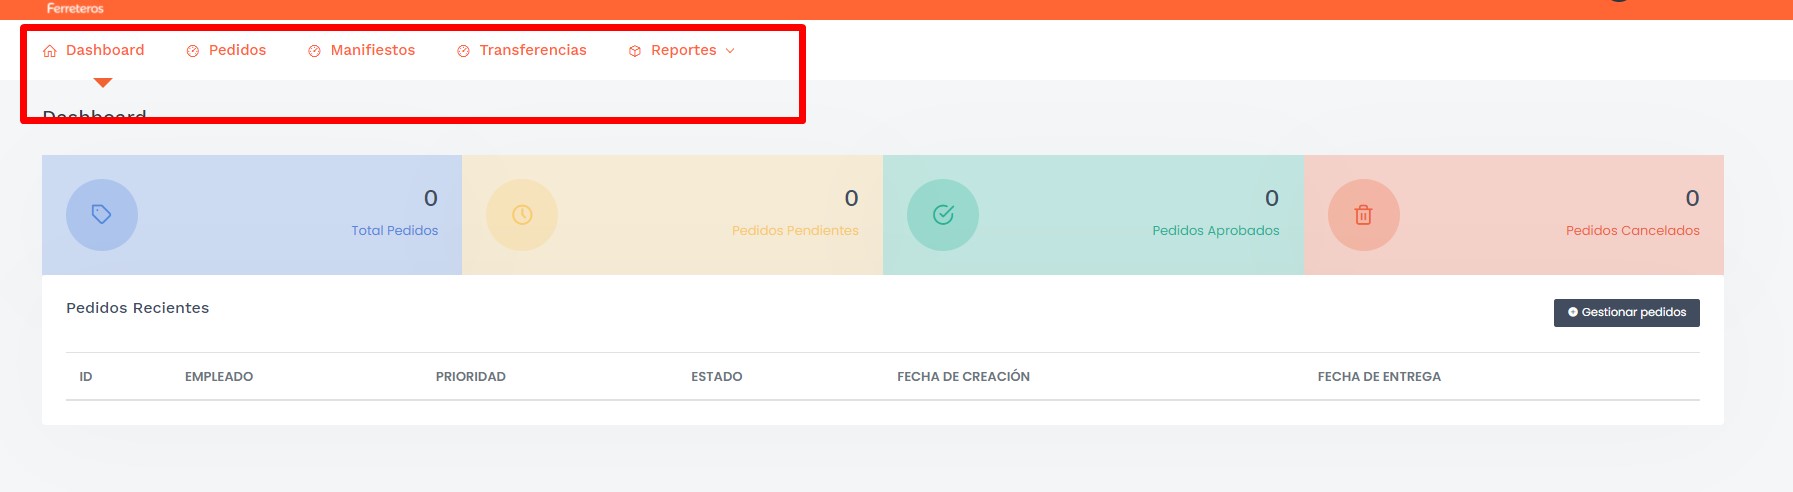 Ferreteros
Dashboard Pedidos Manifiestos Transferencias Reportes
Dashboard
0 0 0 0
Total Pedidos Pedidos Pendientes Pedidos Aprobados Pedidos Cancelados
Pedidos Recientes Gestionar pedidos
ID EMPLEADO PRIORIDAD ESTADO FECHA DE CREACIÓN FECHA DE ENTREGA